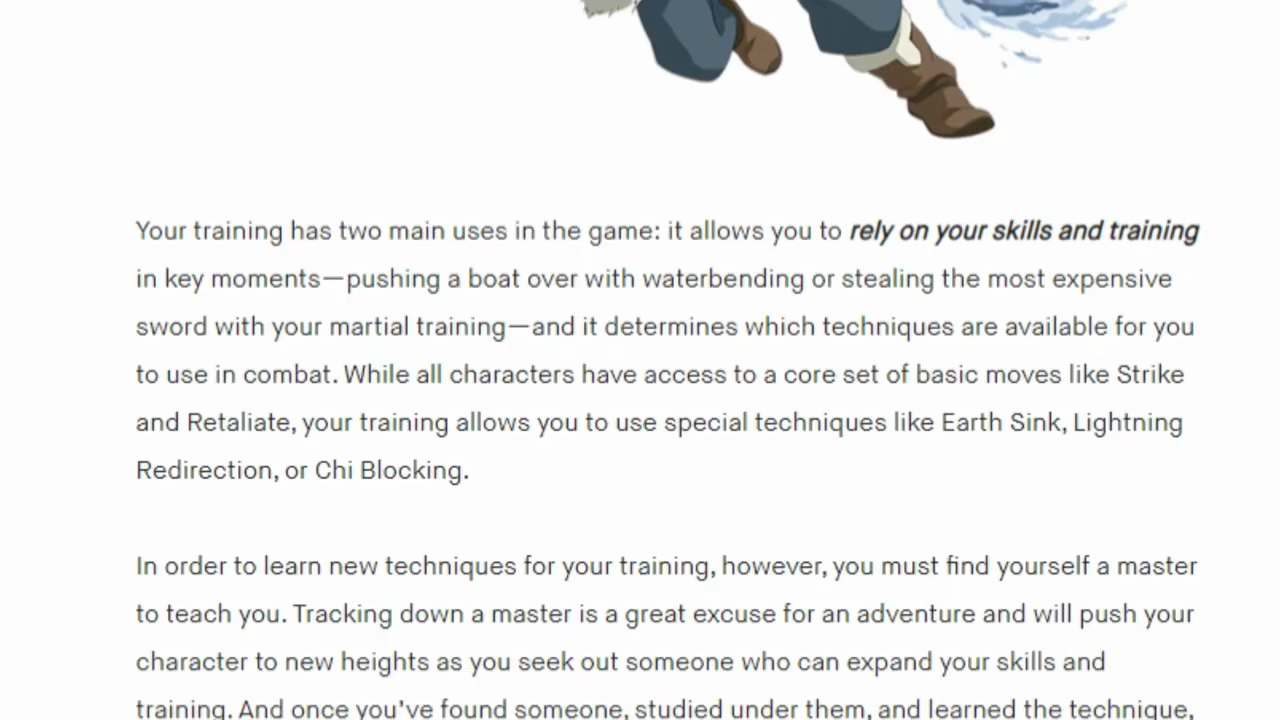 Your training has two main uses in the game: it allows you to rely on your skills and training
in key moments—pushing a boat over with waterbending or stealing the most expensive
sword with your martial training—and it determines which techniques are available for you
to use in combat. While all characters have access to a core set of basic moves like Strike
and Retaliate, your training allows you to use special techniques like Earth Sink, Lightning
Redirection, or Chi Blocking.
In order to learn new techniques for your training, however, you must find yourself a master
to teach you. Tracking down a master is a great excuse for an adventure and will push your
character to new heights as you seek out someone who can expand your skills and
training. And once you've found someone, studied under them, and learned the technique,